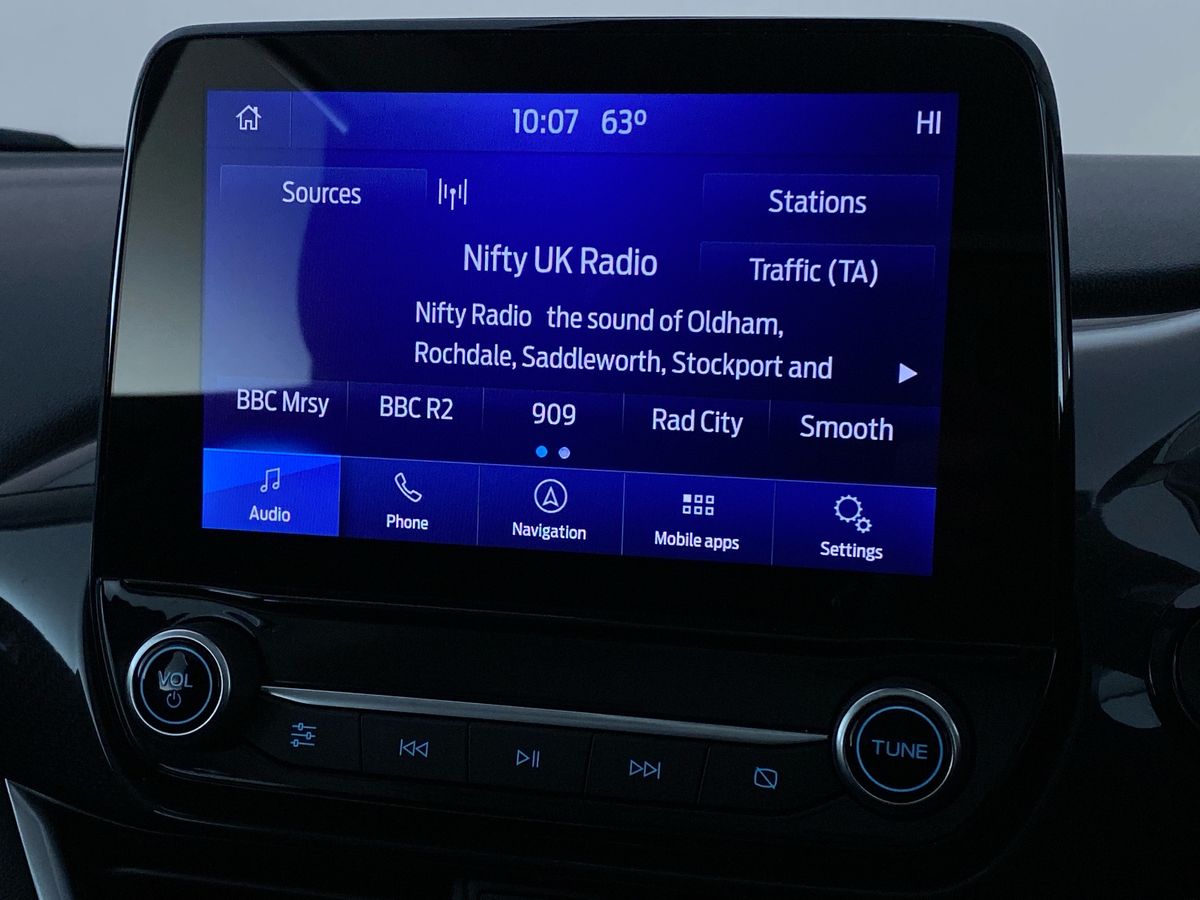 10:07 63º HI
Sources Stations
Nifty UK Radio Traffic (TA)
Nifty Radio the sound of Oldham,
Rochdale, Saddleworth, Stockport and
BBC Mrsy BBC R2 909 Rad City Smooth
Audio Phone Navigation Mobile apps Settings
VOL TUNE